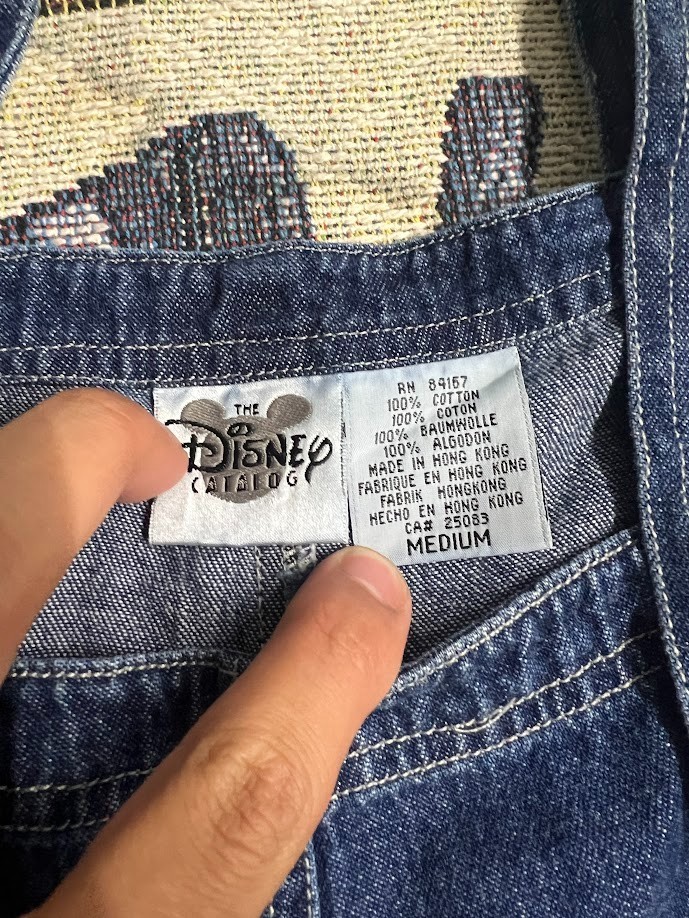 THE
Disney
CATALOG
RN 84157
100% COTTON
100% COTON
100% BAUMWOLLE
100% ALGODON
MADE IN HONG KONG
FABRIQUE EN HONG KONG
FABRIK HONGKONG
HECHO EN HONG KONG
CA# 25083
MEDIUM